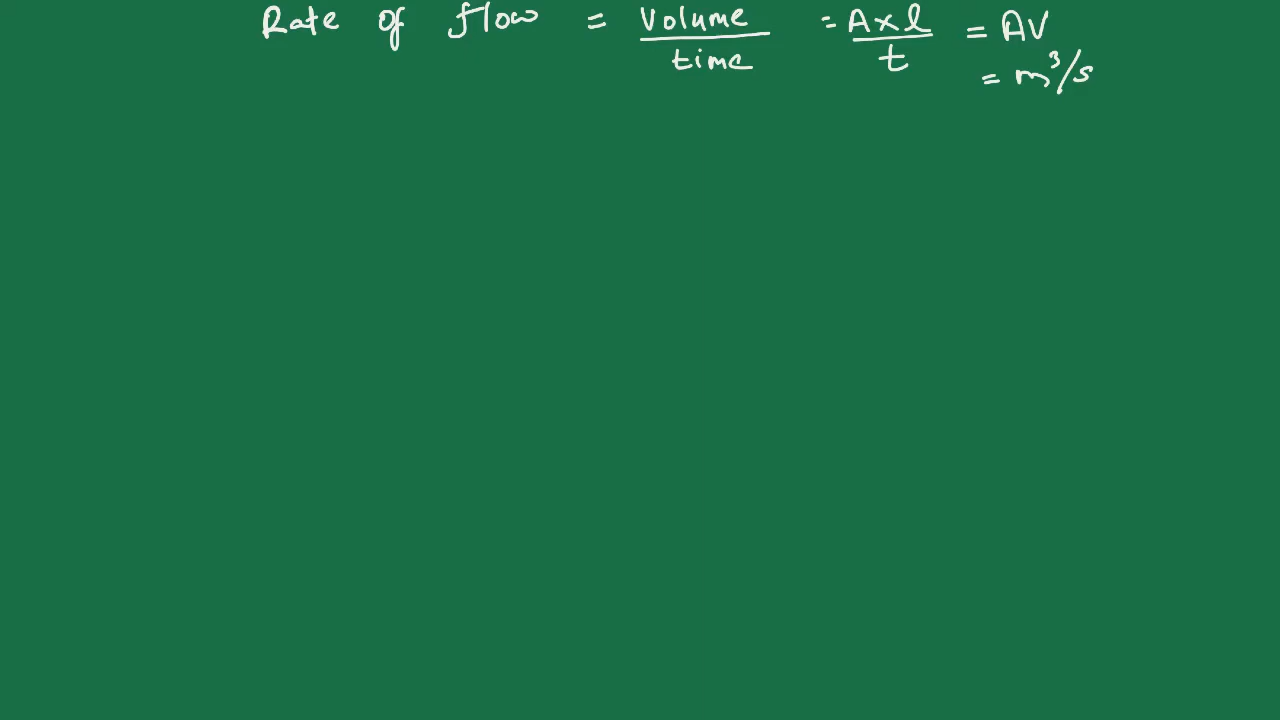 Rate of flow = Volume/time = A x l/t = AV
= m³/s